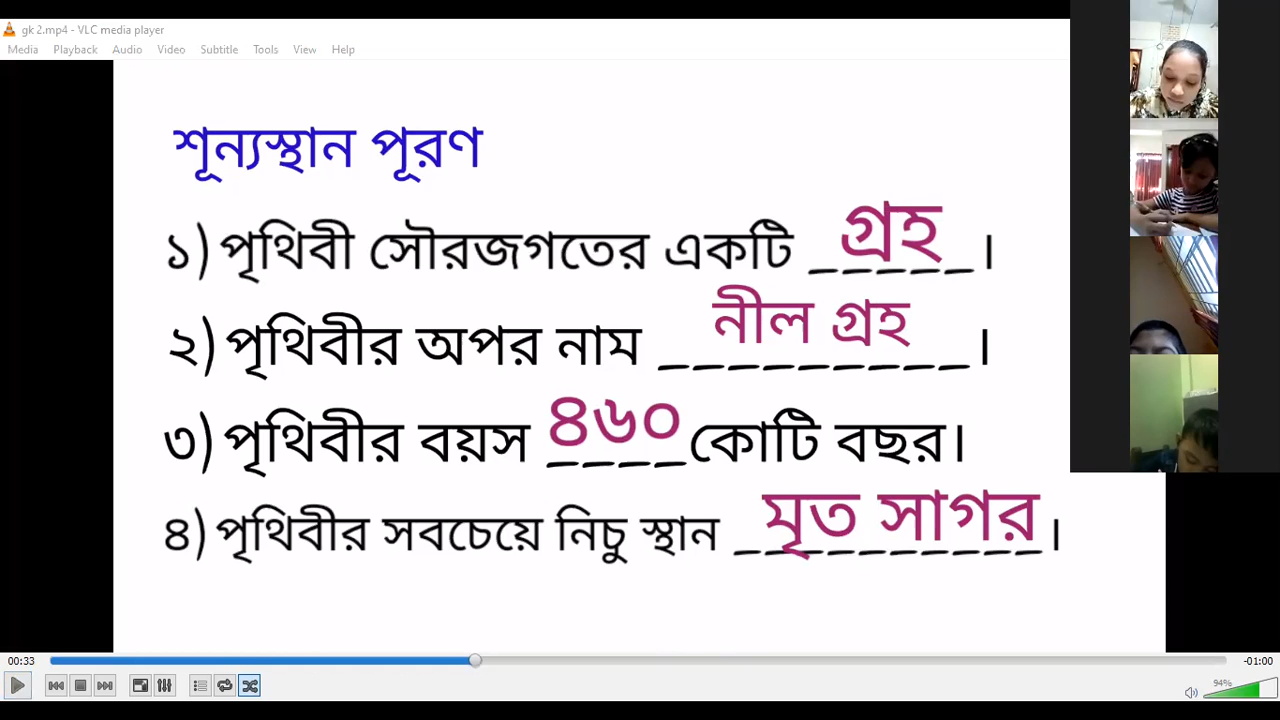 gk 2.mp4 - VLC media player
Media Playback Audio Video Subtitle Tools View Help
শূন্যস্থান পূরণ
১) পৃথিবী সৌরজগতের একটি গ্রহ ।
২) পৃথিবীর অপর নাম নীল গ্রহ ।
৩) পৃথিবীর বয়স ৪৬০ কোটি বছর।
৪) পৃথিবীর সবচেয়ে নিচু স্থান মৃত সাগর ।
00:33 -01:00
94%